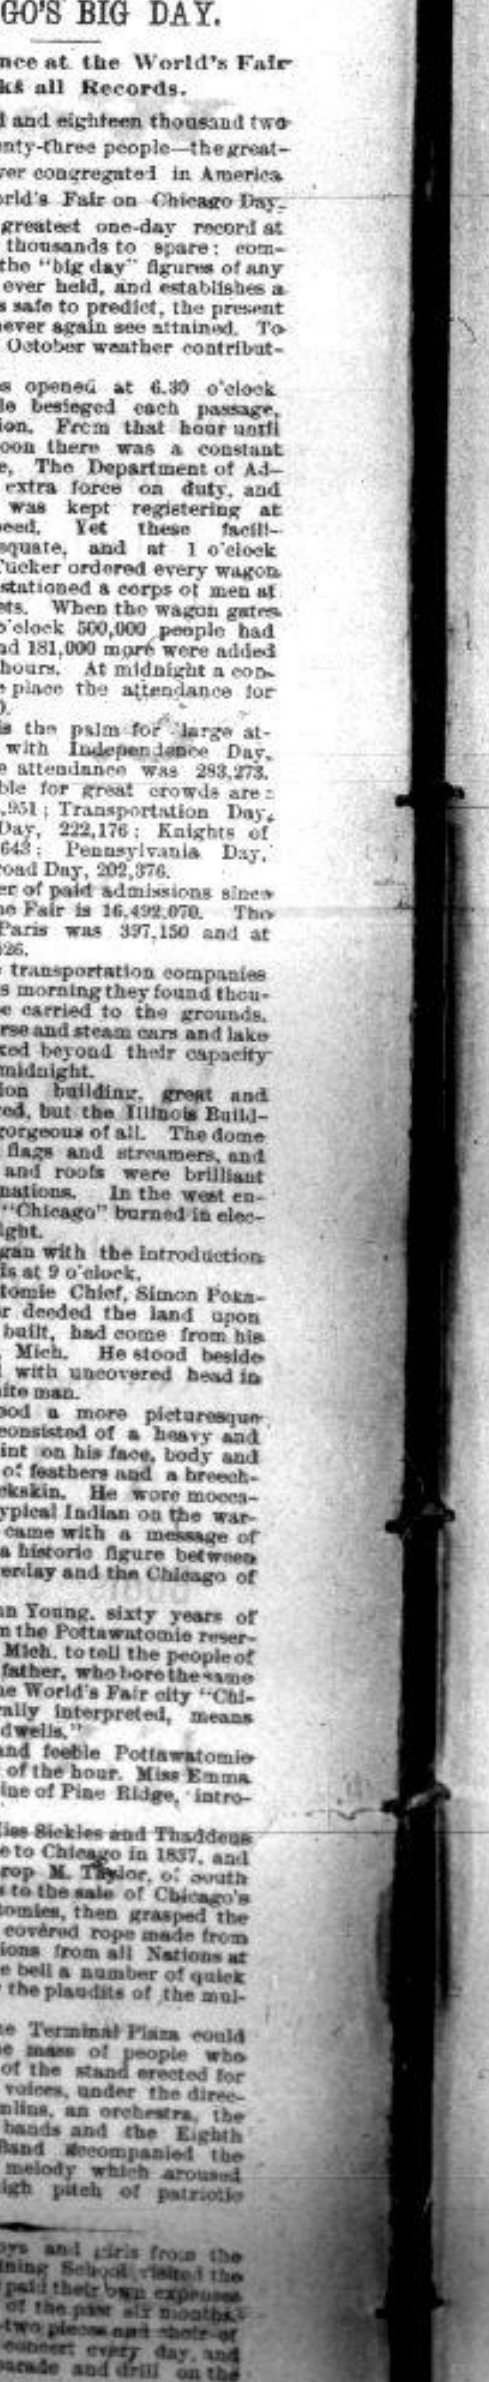 GO'S BIG DAY.
nce at the World's Fair
ks all Records.
d and eighteen thousand two
enty-three people—the great-
ver congregated in America
orld's Fair on Chicago Day.
greatest one-day record at
thousands to spare; com-
the "big day" figures of any
ever held, and establishes a
s safe to predict, the present
never again see attained. To
October weather contribut-
s opened at 6.30 o'clock
le besieged each passage,
ion. From that hour until
oon there was a constant
e, The Department of Ad-
extra force on duty, and
was kept registering at
peed. Yet these facili-
equate, and at 1 o'clock
Tucker ordered every wagon
stationed a corps of men at
ets. When the wagon gates
o'clock 500,000 people had
nd 181,000 more were added
hours. At midnight a con-
e place the attendance for
0.
is the palm for large at-
with Independence Day,
e attendance was 283,273.
ble for great crowds are:
,951; Transportation Day,
Day, 222,176; Knights of
643; Pennsylvania Day,
road Day, 202,376.
er of paid admissions since
he Fair is 16,492,070. The
Paris was 397,150 and at
126.
transportation companies
s morning they found thou-
e carried to the grounds.
rse and steam cars and lake
ked beyond their capacity
midnight.
ion building, great and
red, but the Illinois Build-
gorgeous of all. The dome
flags and streamers, and
and roofs were brilliant
nations. In the west en-
"Chicago" burned in elec-
ight.
gan with the introduction
ls at 9 o'clock.
tomie Chief, Simon Poka-
r deeded the land upon
built, had come from his
, Mich. He stood beside
with uncovered head in
hite man.
ood a more picturesque
consisted of a heavy and
int on his face, body and
of feathers and a breech-
ckskin. He wore mocca-
ypical Indian on the war-
came with a message of
a historic figure between
erday and the Chicago of
n Young, sixty years of
n the Pottawatomie reser-
Mich. to tell the people of
father, who bore the same
he World's Fair city "Chi-
rally interpreted, means
dwells."
and feeble Pottawatomie
of the hour. Miss Emma
ine of Pine Ridge, intro-
liss Sickles and Thaddeus
e to Chicago in 1837, and
rop M. Taylor, of south
s to the sale of Chicago's
tomies, then grasped the
covered rope made from
ions from all Nations at
e bell a number of quick
the plaudits of the mul-
te Terminal Plaza could
e mass of people who
of the stand erected for
voices, under the direc-
mlins, an orchestra, the
bands and the Eighth
Band accompanied the
melody which aroused
igh pitch of patriotic
oys and girls from the
ining School visited the
paid their own expenses
of the past six months.
-two pieces and choir of
concert every day, and
parade and drill on the